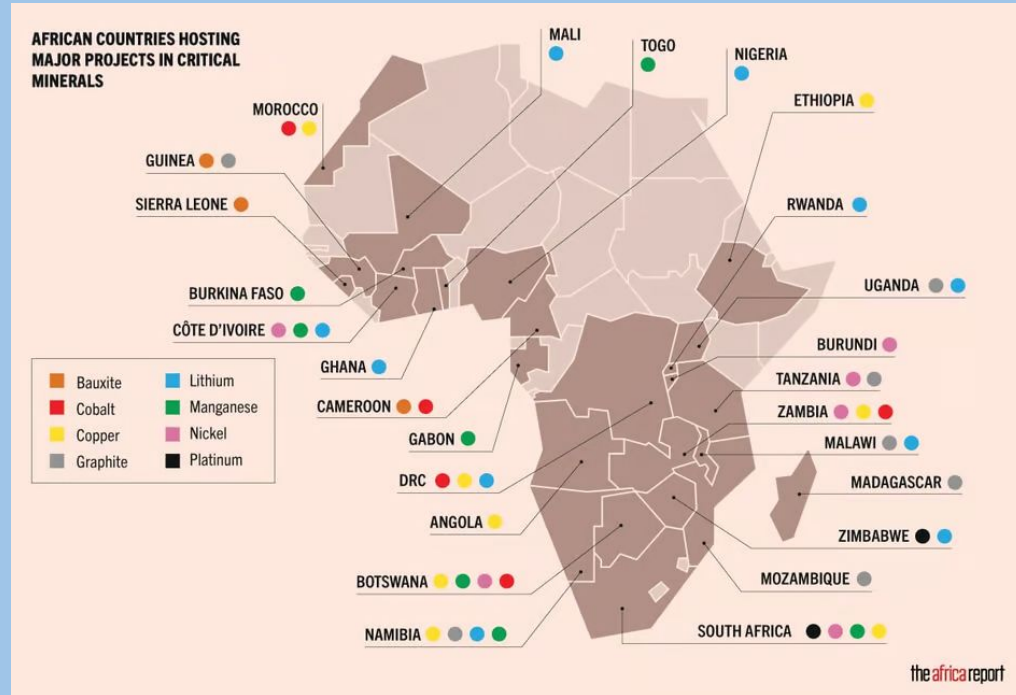 AFRICAN COUNTRIES HOSTING
MAJOR PROJECTS IN CRITICAL
MINERALS
MALI
TOGO
NIGERIA
ETHIOPIA
MOROCCO
GUINEA
SIERRA LEONE
RWANDA
BURKINA FASO
UGANDA
CÔTE D'IVOIRE
BURUNDI
GHANA
TANZANIA
CAMEROON
ZAMBIA
GABON
MALAWI
DRC
MADAGASCAR
ANGOLA
ZIMBABWE
BOTSWANA
MOZAMBIQUE
NAMIBIA
SOUTH AFRICA
Bauxite
Cobalt
Copper
Graphite
Lithium
Manganese
Nickel
Platinum
theafricareport